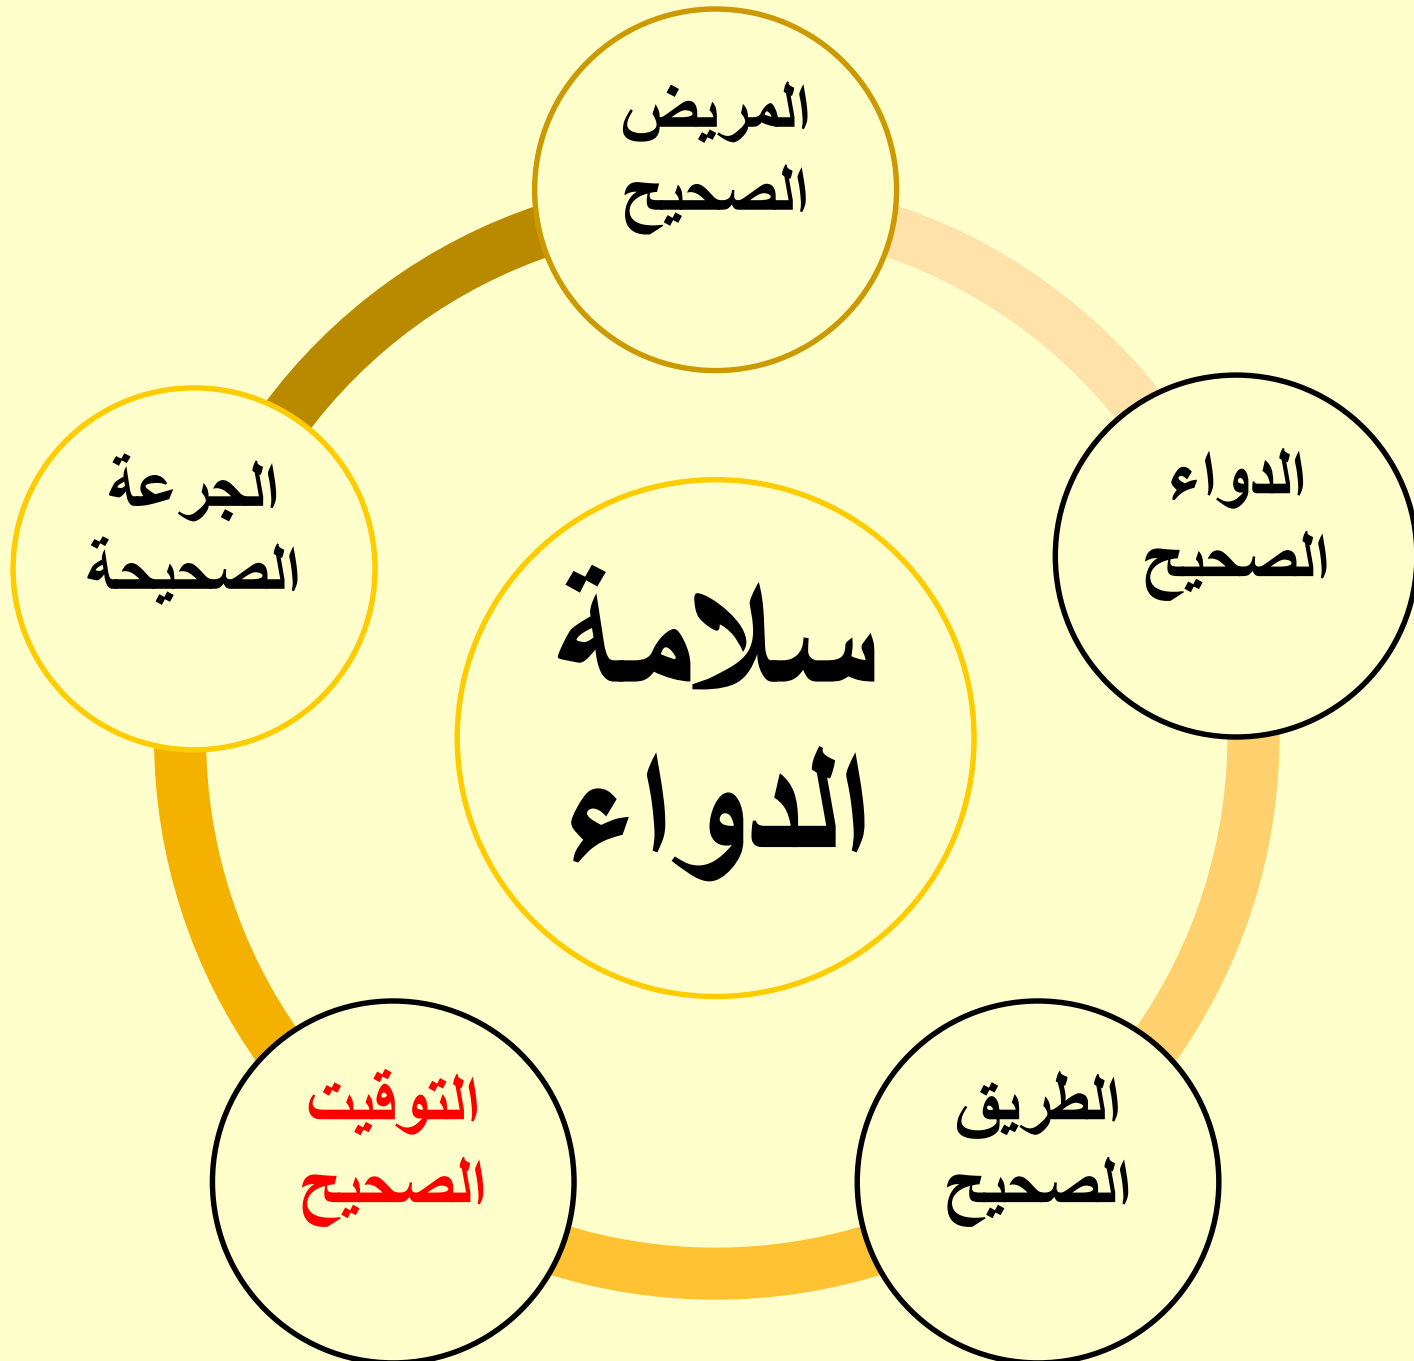 المريض
الصحيح
الدواء
الصحيح
الجرعة
الصحيحة
سلامة
الدواء
الطريق
الصحيح
التوقيت
الصحيح